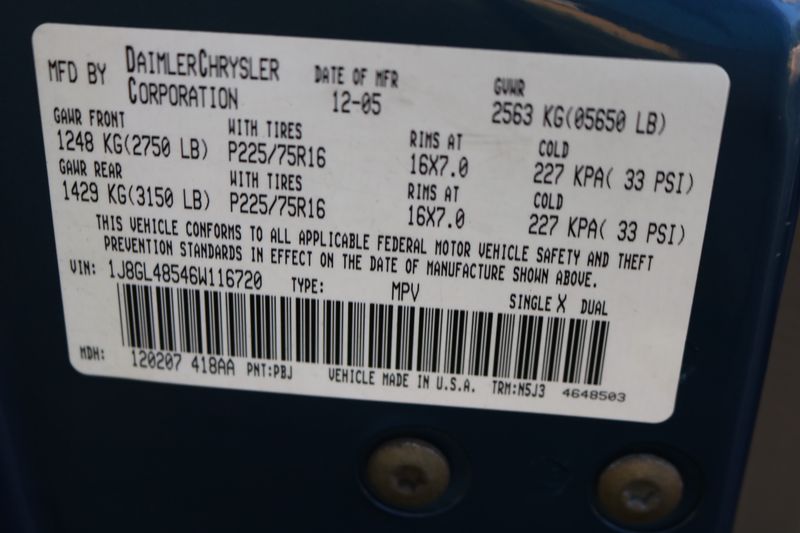 MFD BY DAIMLERCHRYSLER CORPORATION DATE OF MFR 12-05 GVWR 2563 KG(05650 LB)
GAWR FRONT WITH TIRES RIMS AT COLD
1248 KG(2750 LB) P225/75R16 16X7.0 227 KPA( 33 PSI)
GAWR REAR WITH TIRES RIMS AT COLD
1429 KG(3150 LB) P225/75R16 16X7.0 227 KPA( 33 PSI)
THIS VEHICLE CONFORMS TO ALL APPLICABLE FEDERAL MOTOR VEHICLE SAFETY AND THEFT
PREVENTION STANDARDS IN EFFECT ON THE DATE OF MANUFACTURE SHOWN ABOVE.
VIN: 1J8GL48546W116720 TYPE: MPV SINGLE X DUAL
MDH: 120207 418AA PNT:PBJ VEHICLE MADE IN U.S.A. TRM:N5J3 4648503